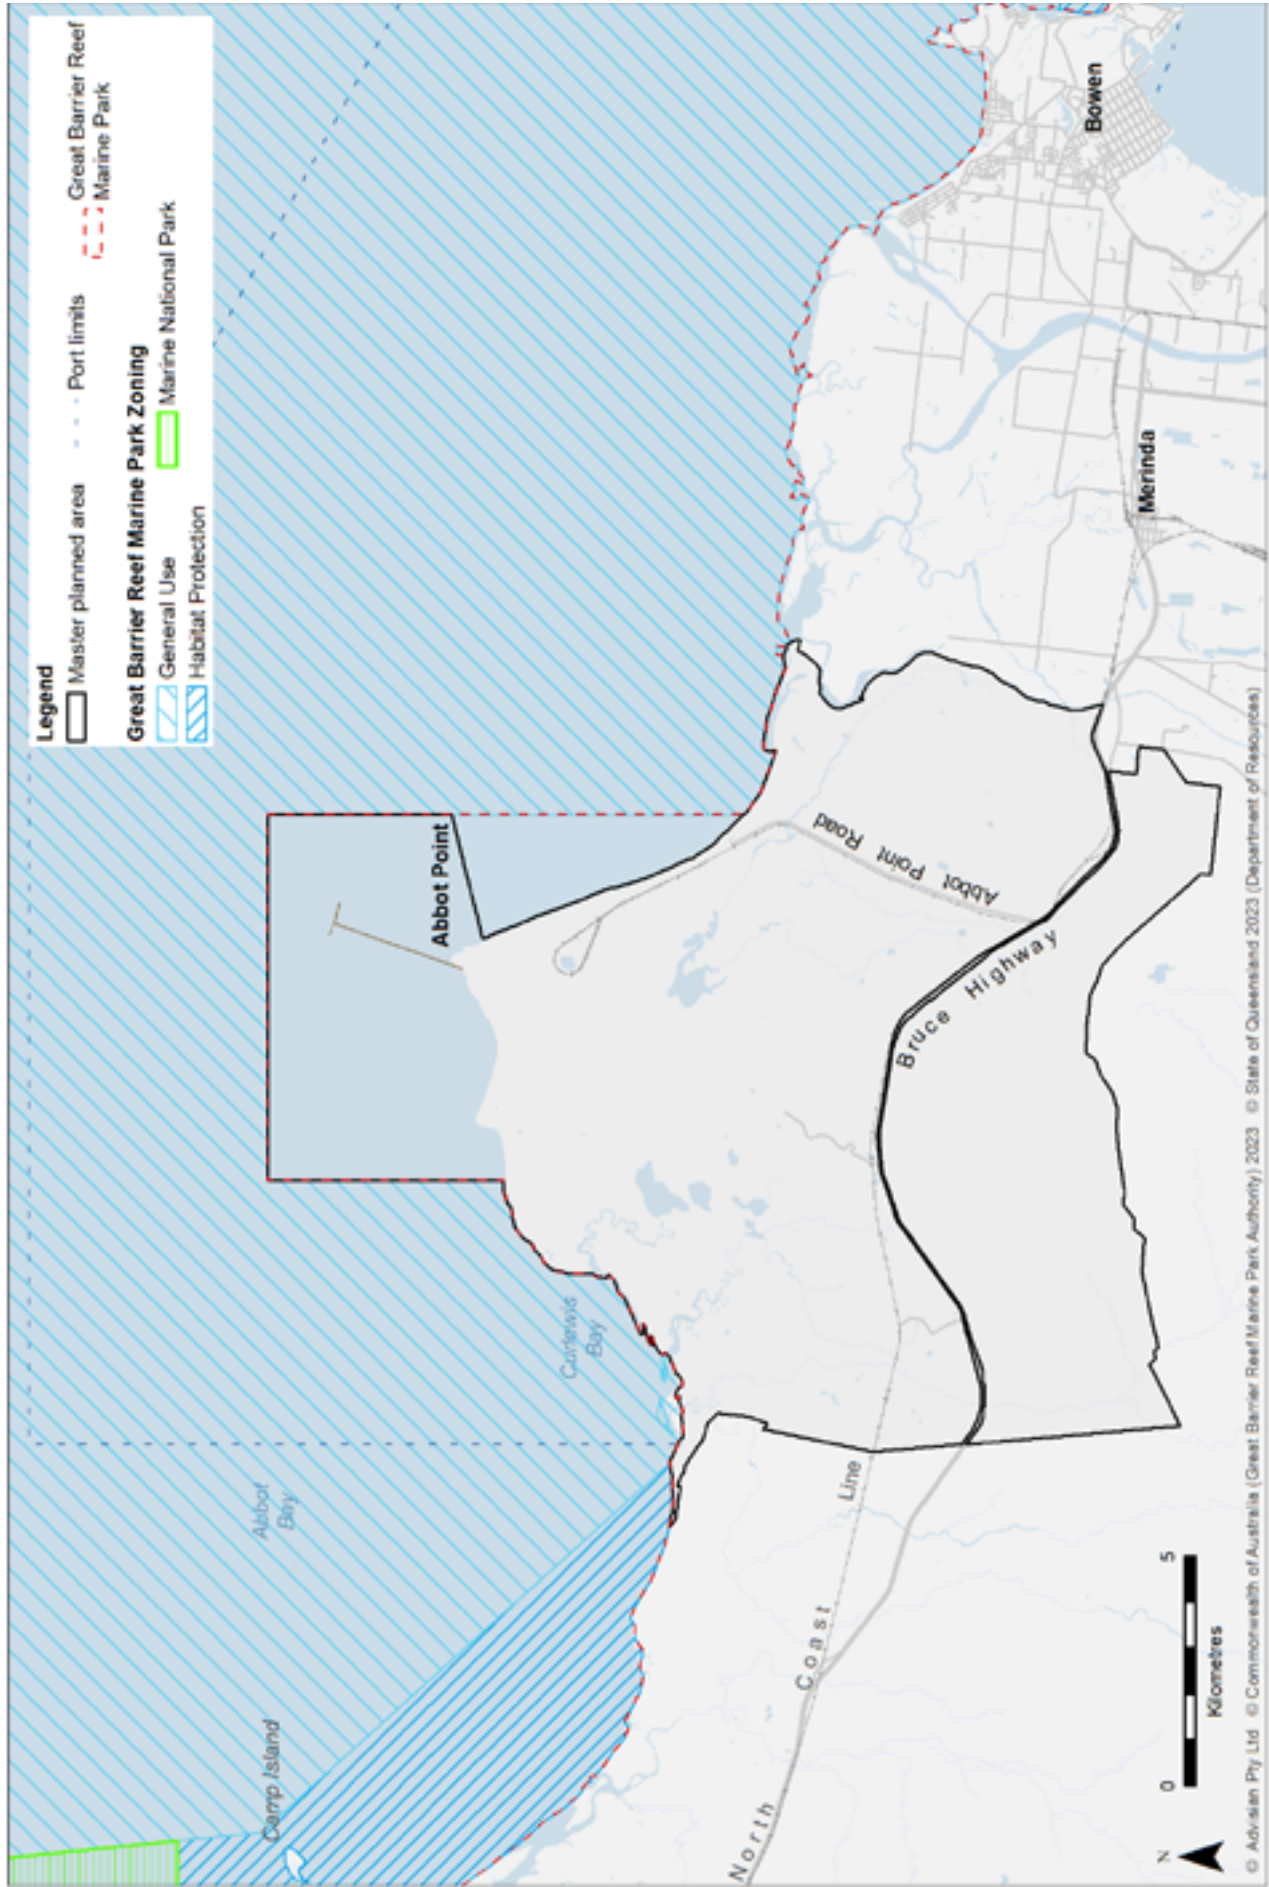 Legend
Master planned area
Port limits
Great Barrier Reef
Marine Park
Great Barrier Reef Marine Park Zoning
General Use
Marine National Park
Habitat Protection
Camp Island
Abbot
Bay
Curlewis
Bay
Abbot Point
Bowen
Merinda
Abbot Point Road
Bruce Highway
North Coast Line
N
0 5
Kilometres
© Advisian Pty Ltd © Commonwealth of Australia (Great Barrier Reef Marine Park Authority) 2023 © State of Queensland 2023 (Department of Resources)